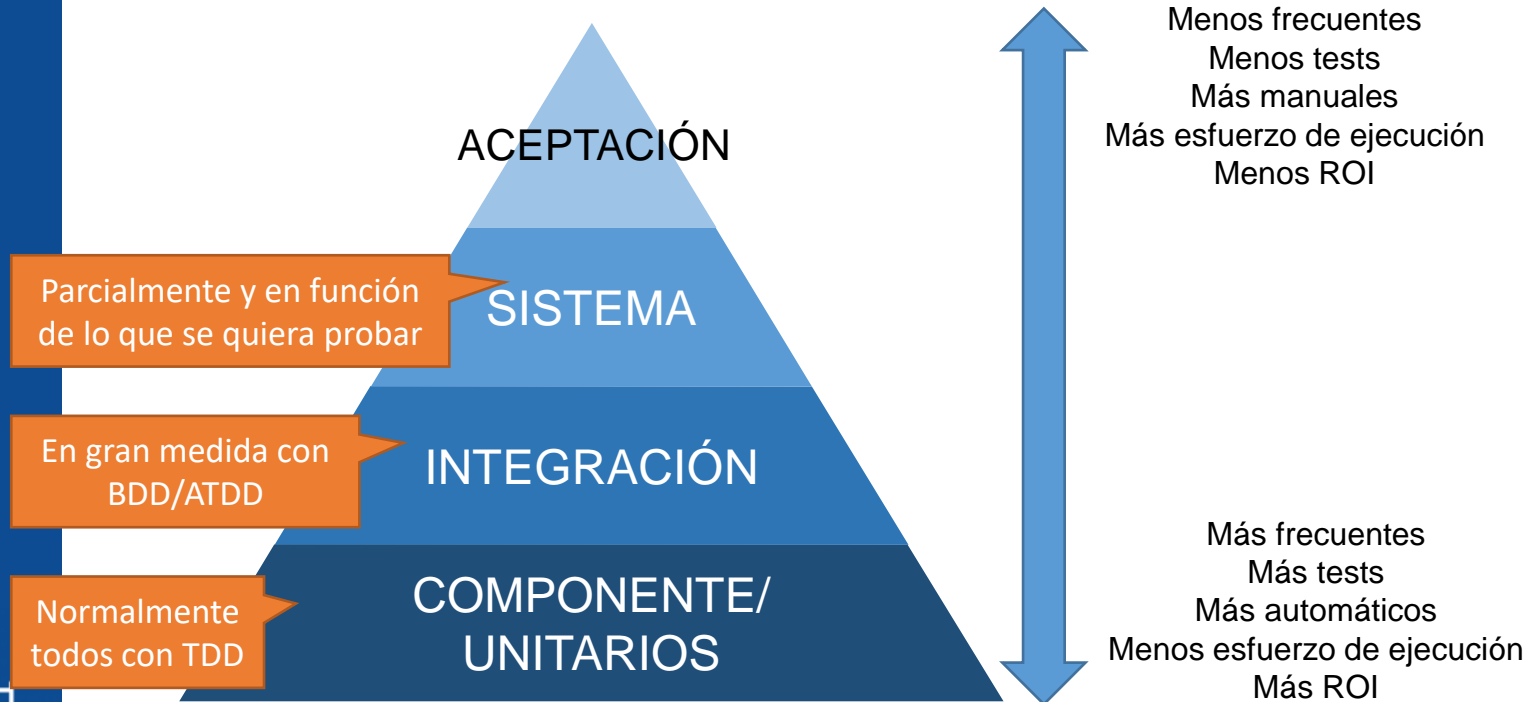 Menos frecuentes
Menos tests
Más manuales
Más esfuerzo de ejecución
Menos ROI
ACEPTACIÓN
Parcialmente y en función
de lo que se quiera probar
SISTEMA
En gran medida con
BDD/ATDD
INTEGRACIÓN
Normalmente
todos con TDD
COMPONENTE/
UNITARIOS
Más frecuentes
Más tests
Más automáticos
Menos esfuerzo de ejecución
Más ROI